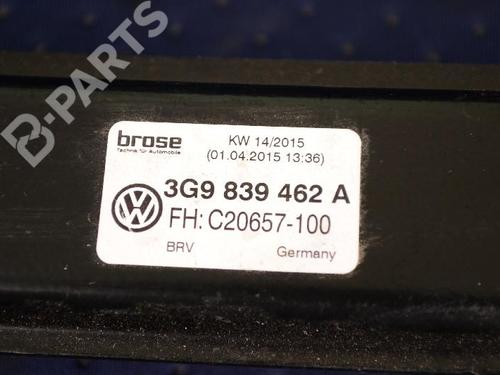 B-PARTS
brose
Technik für Automobile
KW 14/2015
(01.04.2015 13:36)
3G9 839 462 A
FH: C20657-100
BRV
Germany